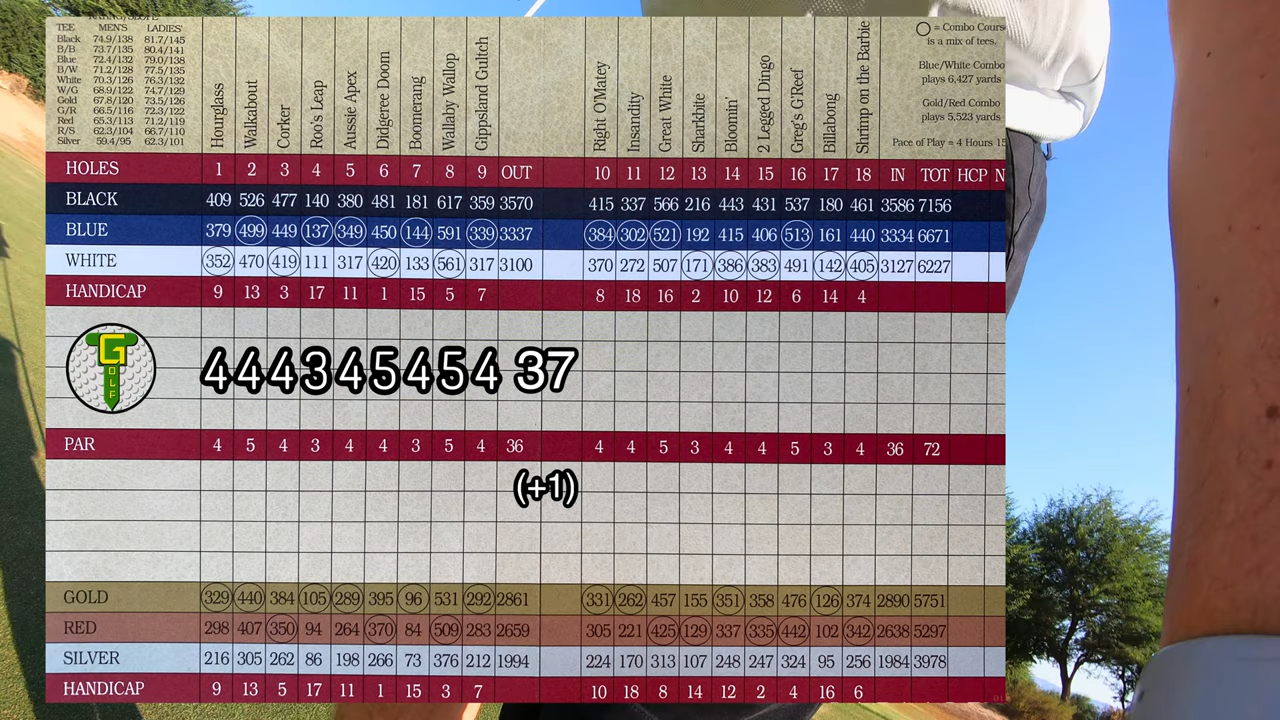 RATING/SLOPE
TEE MEN'S LADIES'
Black 74.9/138 81.7/145
B/B 73.7/135 80.4/141
Blue 72.4/132 79.0/138
B/W 71.2/128 77.5/135
White 70.3/126 76.3/132
W/G 68.9/122 74.7/129
Gold 67.8/120 73.5/126
G/R 66.5/116 72.3/122
Red 65.3/113 71.2/119
R/S 62.3/104 66.7/110
Silver 59.4/95 62.3/101
Hourglass
Walkabout
Corker
Roo's Leap
Aussie Apex
Didgeree Doom
Boomerang
Wallaby Wallop
Gippsland Gultch
Right O'Matey
Insandity
Great White
Sharkbite
Bloomin'
2 Legged Dingo
Greg's G'Reef
Billabong
Shrimp on the Barbie
= Combo Cours
is a mix of tees.
Blue/White Combo
plays 6,427 yards
Gold/Red Combo
plays 5,523 yards
Pace of Play = 4 Hours 15
HOLES 1 2 3 4 5 6 7 8 9 OUT 10 11 12 13 14 15 16 17 18 IN TOT HCP N
BLACK 409 526 477 140 380 481 181 617 359 3570 415 337 566 216 443 431 537 180 461 3586 7156
BLUE 379 499 449 137 349 450 144 591 339 3337 384 302 521 192 415 406 513 161 440 3334 6671
WHITE 352 470 419 111 317 420 133 561 317 3100 370 272 507 171 386 383 491 142 405 3127 6227
HANDICAP 9 13 3 17 11 1 15 5 7 8 18 16 2 10 12 6 14 4
GOLF 4 4 4 3 4 5 4 5 4 37
PAR 4 5 4 3 4 4 3 5 4 36 4 4 5 3 4 4 5 3 4 36 72
(+1)
GOLD 329 440 384 105 289 395 96 531 292 2861 331 262 457 155 351 358 476 126 374 2890 5751
RED 298 407 350 94 264 370 84 509 283 2659 305 221 425 129 337 335 442 102 342 2638 5297
SILVER 216 305 262 86 198 266 73 376 212 1994 224 170 313 107 248 247 324 95 256 1984 3978
HANDICAP 9 13 5 17 11 1 15 3 7 10 18 8 14 12 2 4 16 6